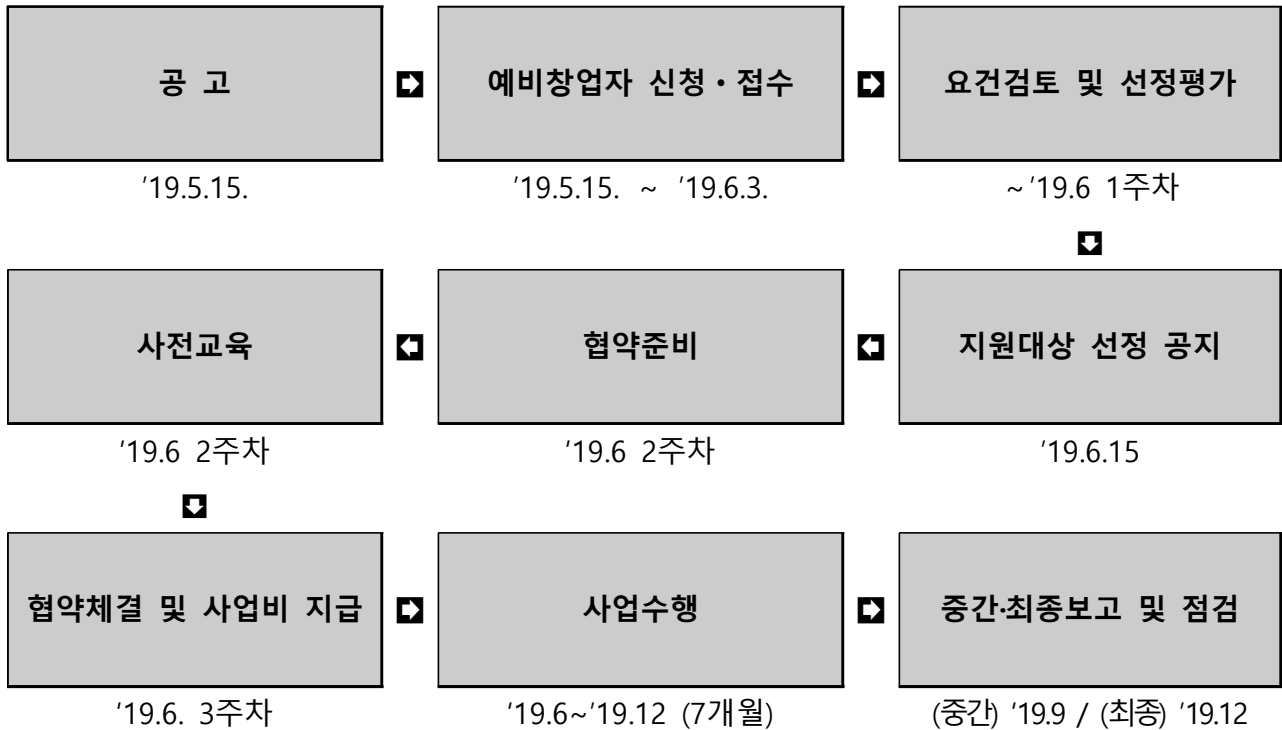 공 고
예비창업자 신청・접수
요건검토 및 선정평가
'19.5.15.
'19.5.15. ~ '19.6.3.
~'19.6 1주차
사전교육
협약준비
지원대상 선정 공지
'19.6 2주차
'19.6 2주차
'19.6.15
협약체결 및 사업비 지급
사업수행
중간·최종보고 및 점검
'19.6. 3주차
'19.6~'19.12 (7개월)
(중간) '19.9 / (최종) '19.12